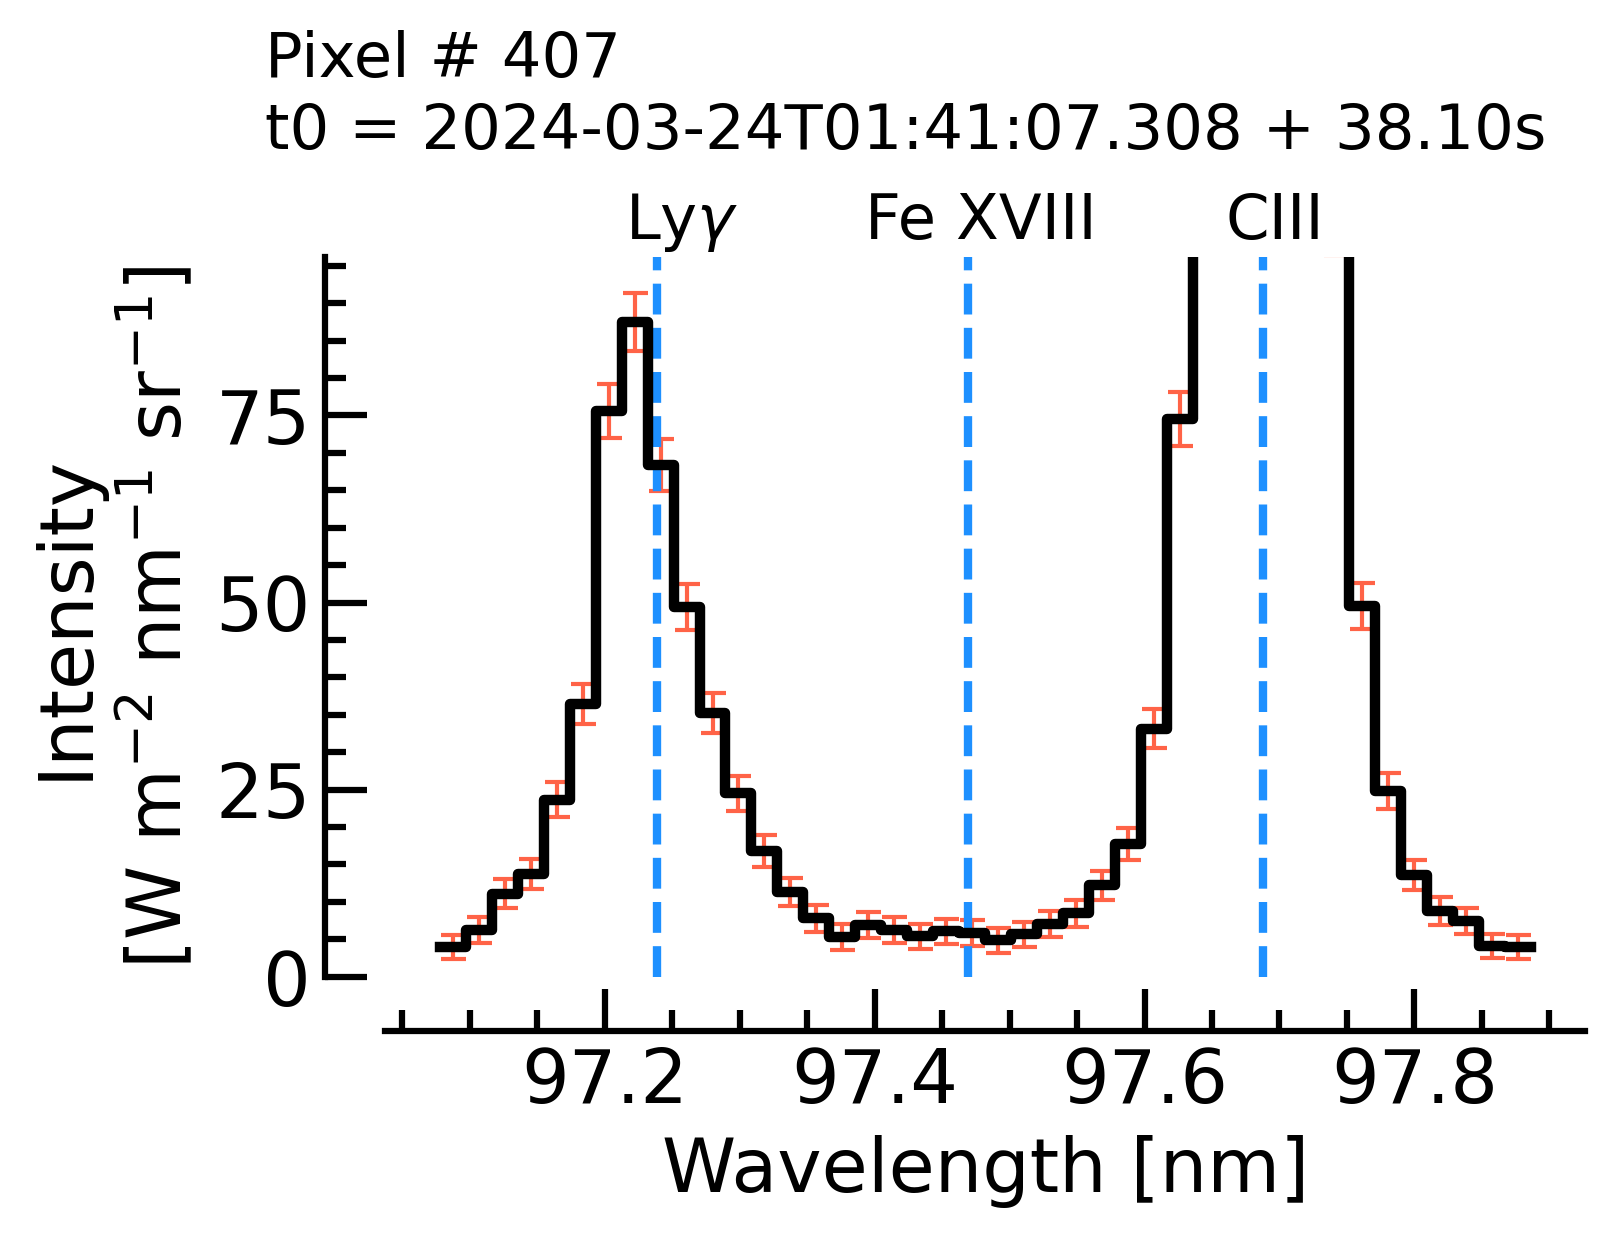 Pixel # 407
t0 = 2024-03-24T01:41:07.308 + 38.10s
Lyγ Fe XVIII CIII
Intensity
[W m⁻² nm⁻¹ sr⁻¹]
75
50
25
0
97.2 97.4 97.6 97.8
Wavelength [nm]